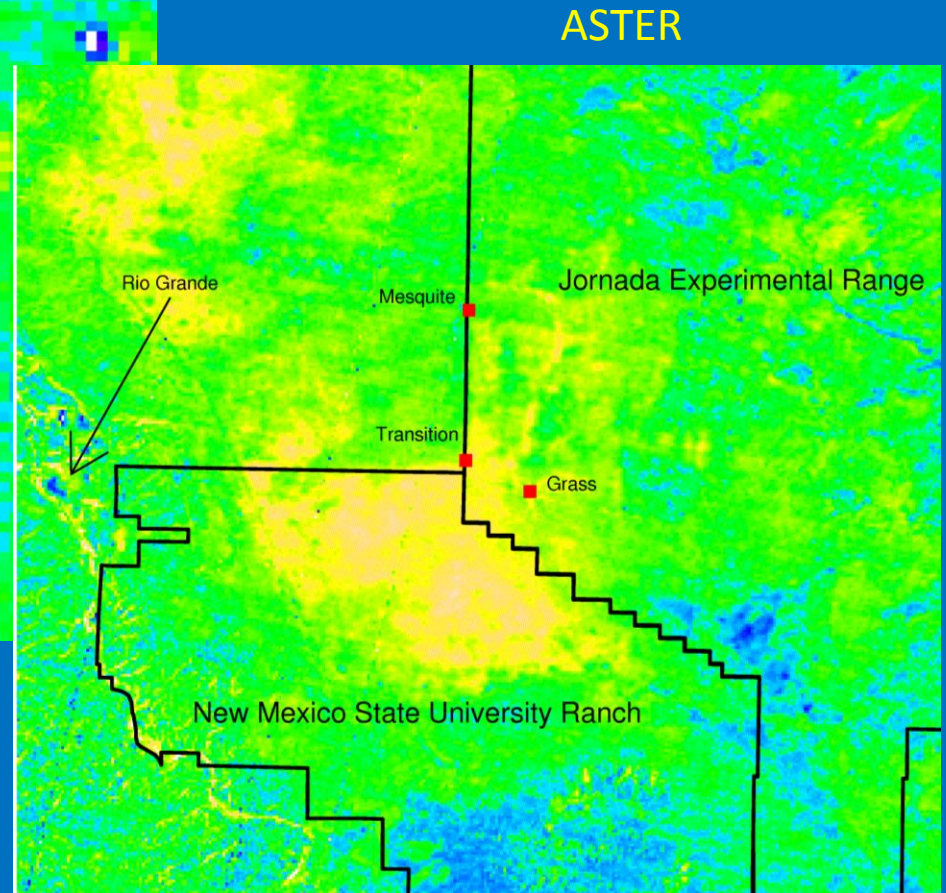 ASTER
Rio Grande
Jornada Experimental Range
Mesquite
Transition
Grass
New Mexico State University Ranch